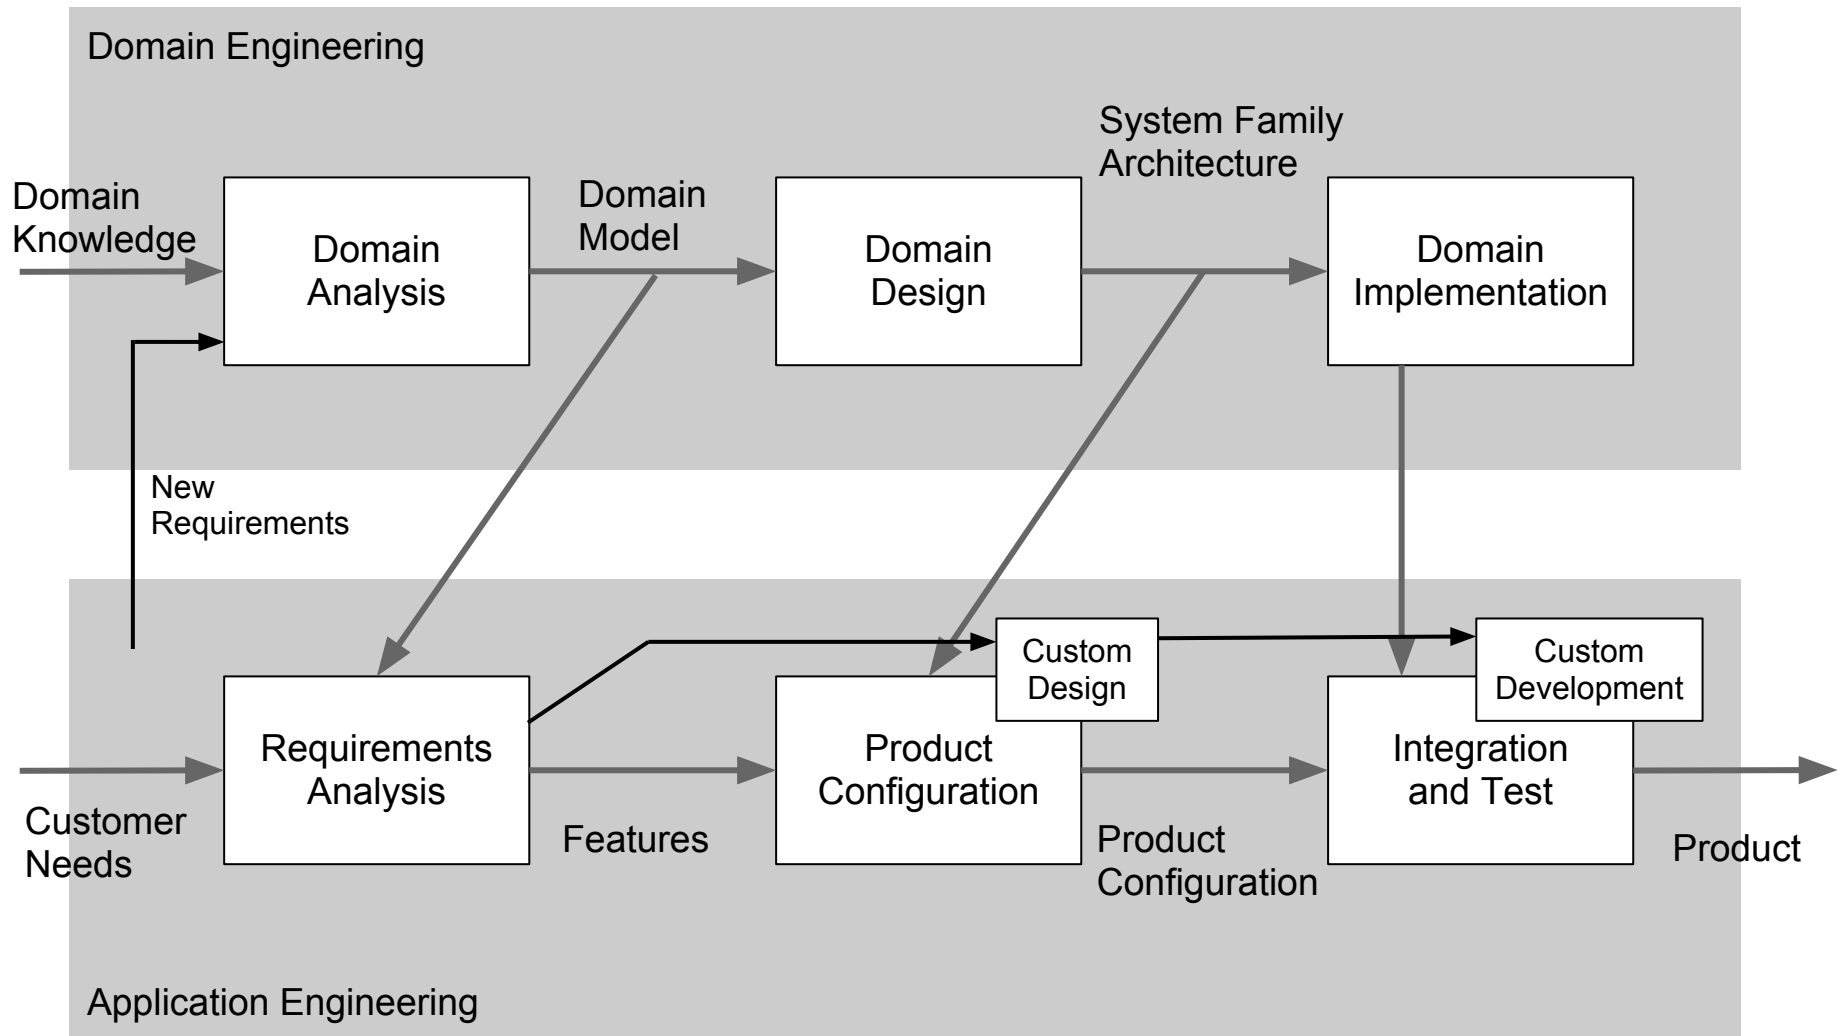 Domain Engineering
System Family
Architecture
Domain
Knowledge
Domain
Analysis
Domain
Model
Domain
Design
Domain
Implementation
New
Requirements
Custom
Design
Custom
Development
Requirements
Analysis
Product
Configuration
Integration
and Test
Customer
Needs
Features
Product
Configuration
Product
Application Engineering